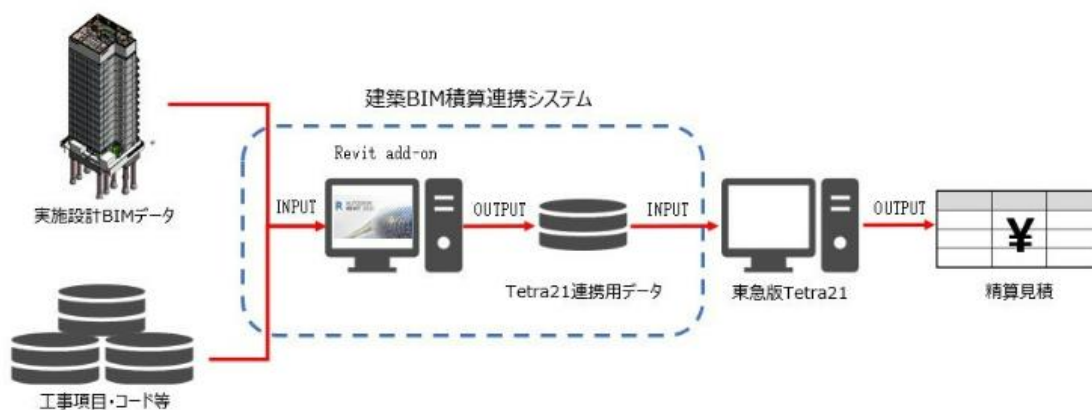 建築BIM積算連携システム
Revit add-on
実施設計BIMデータ
INPUT
OUTPUT
INPUT
OUTPUT
R AUTODESK
REVIT
¥
Tetra21連携用データ
東急版Tetra21
精算見積
工事項目・コード等